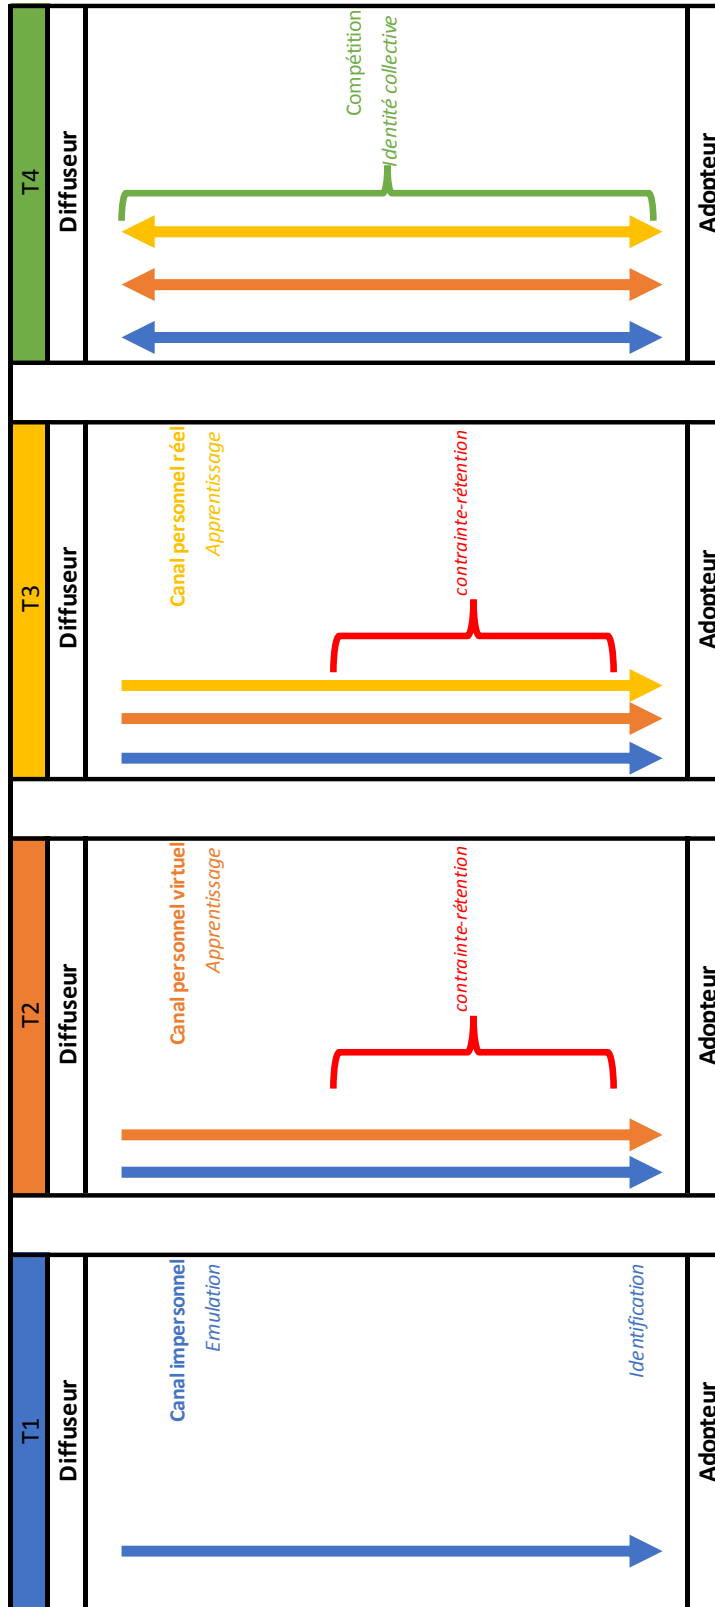 T1
Diffuseur
Canal impersonnel
Emulation
Identification
Adopteur
T2
Diffuseur
Canal personnel virtuel
Apprentissage
contrainte-rétention
Adopteur
T3
Diffuseur
Canal personnel réel
Apprentissage
contrainte-rétention
Adopteur
T4
Diffuseur
Compétition
Identité collective
Adopteur